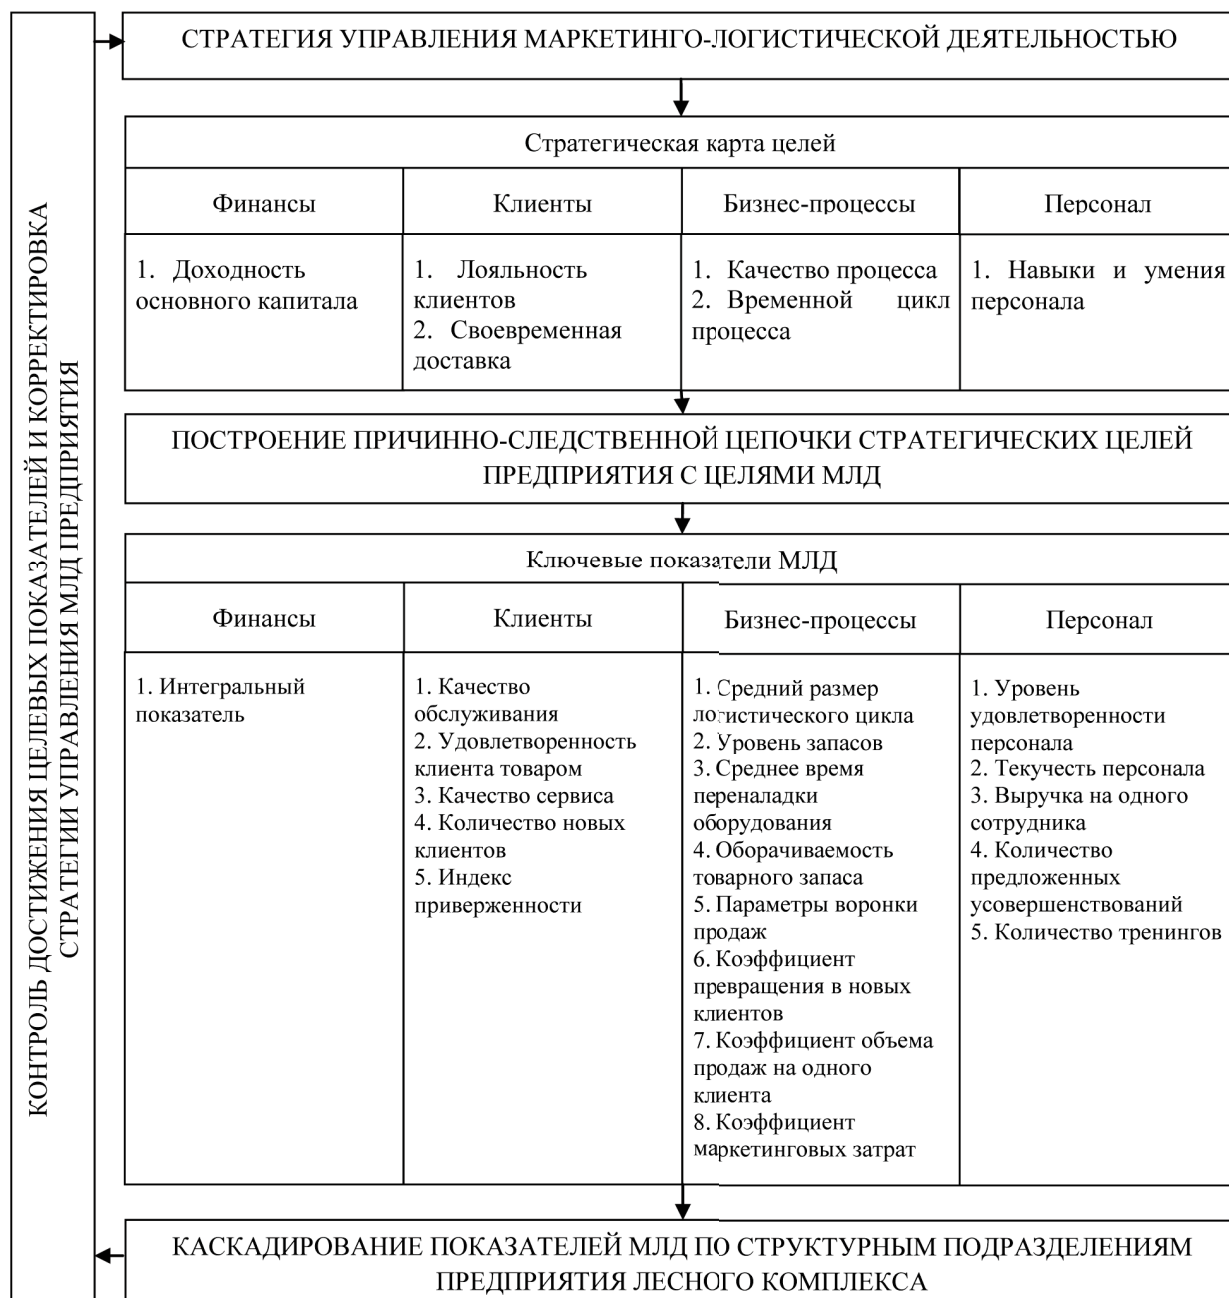 КОНТРОЛЬ ДОСТИЖЕНИЯ ЦЕЛЕВЫХ ПОКАЗАТЕЛЕЙ И КОРРЕКТИРОВКА
СТРАТЕГИИ УПРАВЛЕНИЯ МЛД ПРЕДПРИЯТИЯ
СТРАТЕГИЯ УПРАВЛЕНИЯ МАРКЕТИНГО-ЛОГИСТИЧЕСКОЙ ДЕЯТЕЛЬНОСТЬЮ
Стратегическая карта целей
Финансы
Клиенты
Бизнес-процессы
Персонал
1. Доходность
основного капитала
1. Лояльность
клиентов
2. Своевременная
доставка
1. Качество процесса
2. Временной цикл
процесса
1. Навыки и умения
персонала
ПОСТРОЕНИЕ ПРИЧИННО-СЛЕДСТВЕННОЙ ЦЕПОЧКИ СТРАТЕГИЧЕСКИХ ЦЕЛЕЙ
ПРЕДПРИЯТИЯ С ЦЕЛЯМИ МЛД
Ключевые показатели МЛД
Финансы
Клиенты
Бизнес-процессы
Персонал
1. Интегральный
показатель
1. Качество
обслуживания
2. Удовлетворенность
клиента товаром
3. Качество сервиса
4. Количество новых
клиентов
5. Индекс
приверженности
1. Средний размер
логистического цикла
2. Уровень запасов
3. Среднее время
переналадки
оборудования
4. Оборачиваемость
товарного запаса
5. Параметры воронки
продаж
6. Коэффициент
превращения в новых
клиентов
7. Коэффициент объема
продаж на одного
клиента
8. Коэффициент
маркетинговых затрат
1. Уровень
удовлетворенности
персонала
2. Текучесть персонала
3. Выручка на одного
сотрудника
4. Количество
предложенных
усовершенствований
5. Количество тренингов
КАСКАДИРОВАНИЕ ПОКАЗАТЕЛЕЙ МЛД ПО СТРУКТУРНЫМ ПОДРАЗДЕЛЕНИЯМ
ПРЕДПРИЯТИЯ ЛЕСНОГО КОМПЛЕКСА